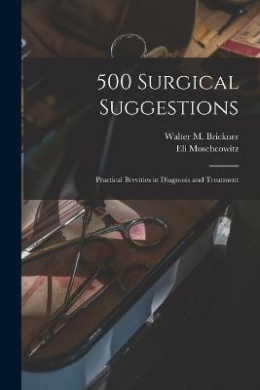 500 Surgical
Suggestions
Walter M. Brickner
Eli Moschcowitz
Practical Brevities in Diagnosis and Treatment